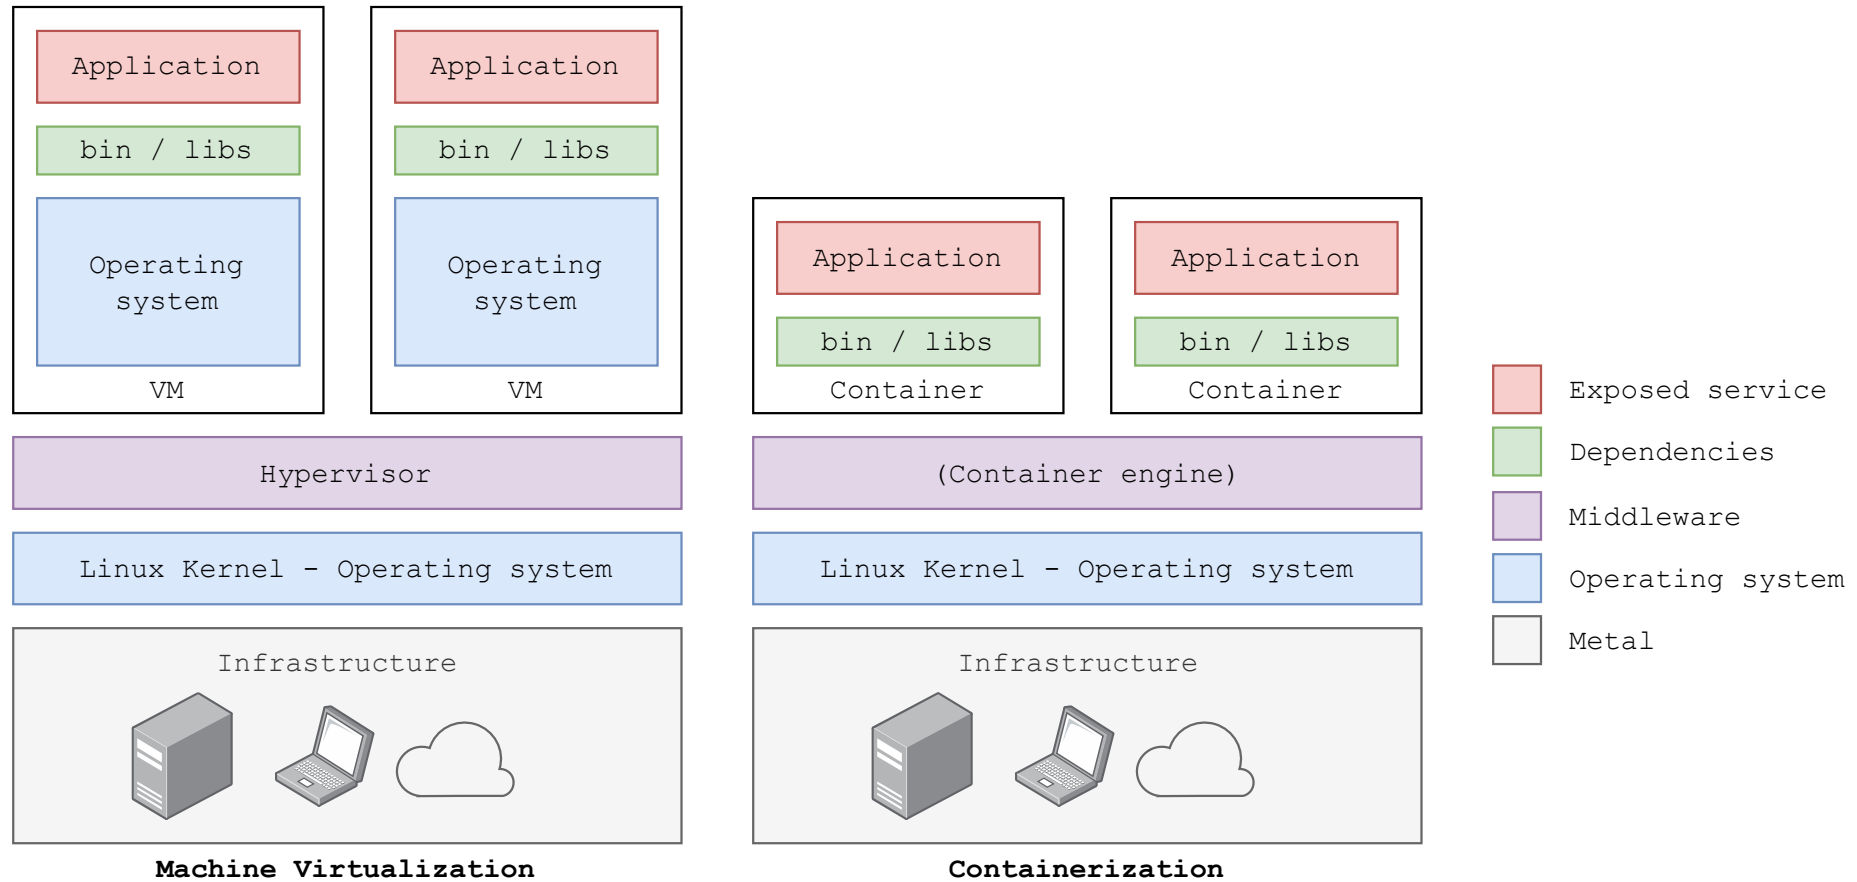 Application
bin / libs
Operating
system
VM
Application
bin / libs
Operating
system
VM
Hypervisor
Linux Kernel - Operating system
Infrastructure
Machine Virtualization
Application
bin / libs
Container
Application
bin / libs
Container
(Container engine)
Linux Kernel - Operating system
Infrastructure
Containerization
Exposed service
Dependencies
Middleware
Operating system
Metal